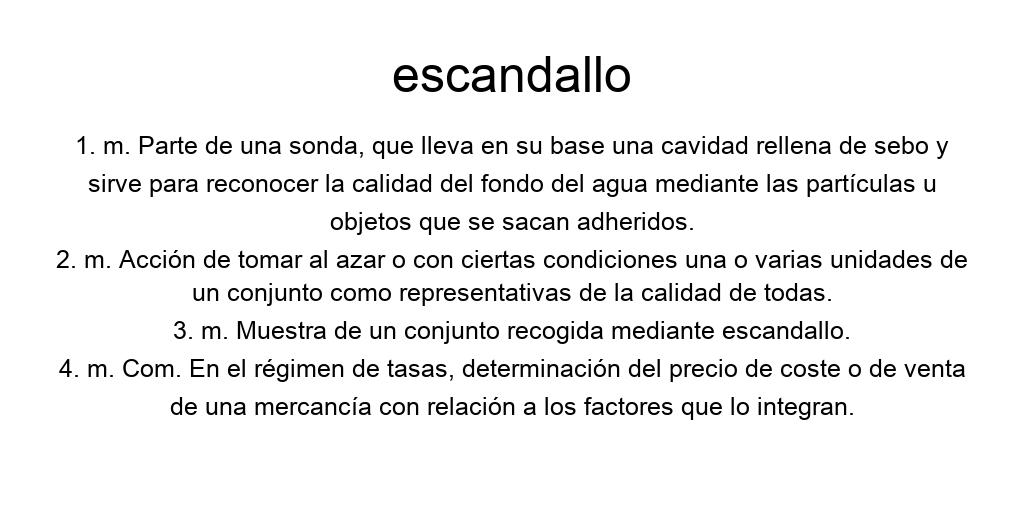 escandallo
1. m. Parte de una sonda, que lleva en su base una cavidad rellena de sebo y
sirve para reconocer la calidad del fondo del agua mediante las partículas u
objetos que se sacan adheridos.
2. m. Acción de tomar al azar o con ciertas condiciones una o varias unidades de
un conjunto como representativas de la calidad de todas.
3. m. Muestra de un conjunto recogida mediante escandallo.
4. m. Com. En el régimen de tasas, determinación del precio de coste o de venta
de una mercancía con relación a los factores que lo integran.